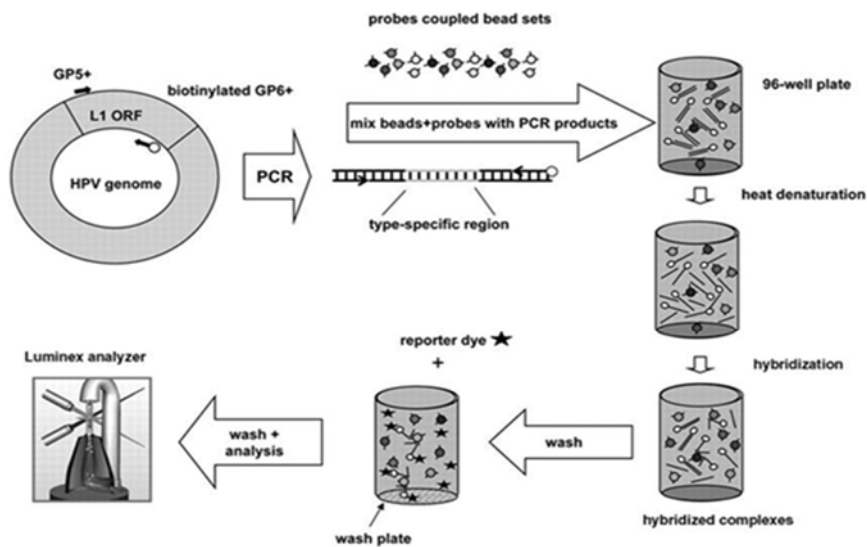 probes coupled bead sets
GP5+
biotinylated GP6+
96-well plate
L1 ORF
mix beads+probes with PCR products
HPV genome
PCR
heat denaturation
type-specific region
reporter dye
+
Luminex analyzer
hybridization
wash +
analysis
wash
hybridized complexes
wash plate